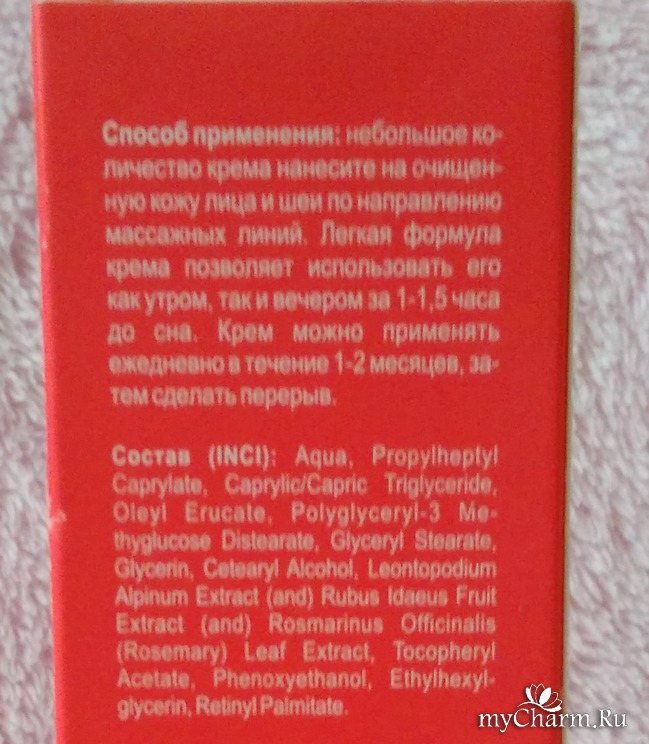 Способ применения: небольшое ко-
личество крема нанесите на очищен-
ную кожу лица и шеи по направлению
массажных линий. Легкая формула
крема позволяет использовать его
как утром, так и вечером за 1-1,5 часа
до сна. Крем можно применять
ежедневно в течение 1-2 месяцев, за-
тем сделать перерыв.
Состав (INCI): Aqua, Propylheptyl
Caprylate, Caprylic/Capric Triglyceride,
Oleyl Erucate, Polyglyceryl-3 Me-
thyglucose Distearate, Glyceryl Stearate,
Glycerin, Cetearyl Alcohol, Leontopodium
Alpinum Extract (and) Rubus Idaeus Fruit
Extract (and) Rosmarinus Officinalis
(Rosemary) Leaf Extract, Tocopheryl
Acetate, Phenoxyethanol, Ethylhexyl-
glycerin, Retinyl Palmitate.
myCharm.Ru